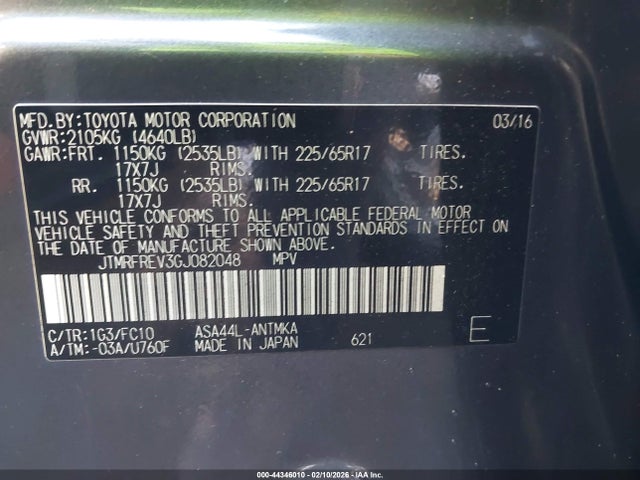 MFD.BY:TOYOTA MOTOR CORPORATION 03/16
GVWR:2105KG (4640LB)
GAWR:FRT. 1150KG (2535LB) WITH 225/65R17 TIRES.
17X7J RIMS.
RR. 1150KG (2535LB) WITH 225/65R17 TIRES.
17X7J RIMS.
THIS VEHICLE CONFORMS TO ALL APPLICABLE FEDERAL MOTOR
VEHICLE SAFETY AND BUMPER STANDARDS IN EFFECT ON
THE DATE OF MANUFACTURE SHOWN ABOVE.
JTMRFREV3GJ082048 MPV
C/TR:1G3/FC10 ASA44L-ANTMKA
A/TM:-03A/U760F MADE IN JAPAN 621 E
000-44346010 - 02/10/2026 - IAA Inc.